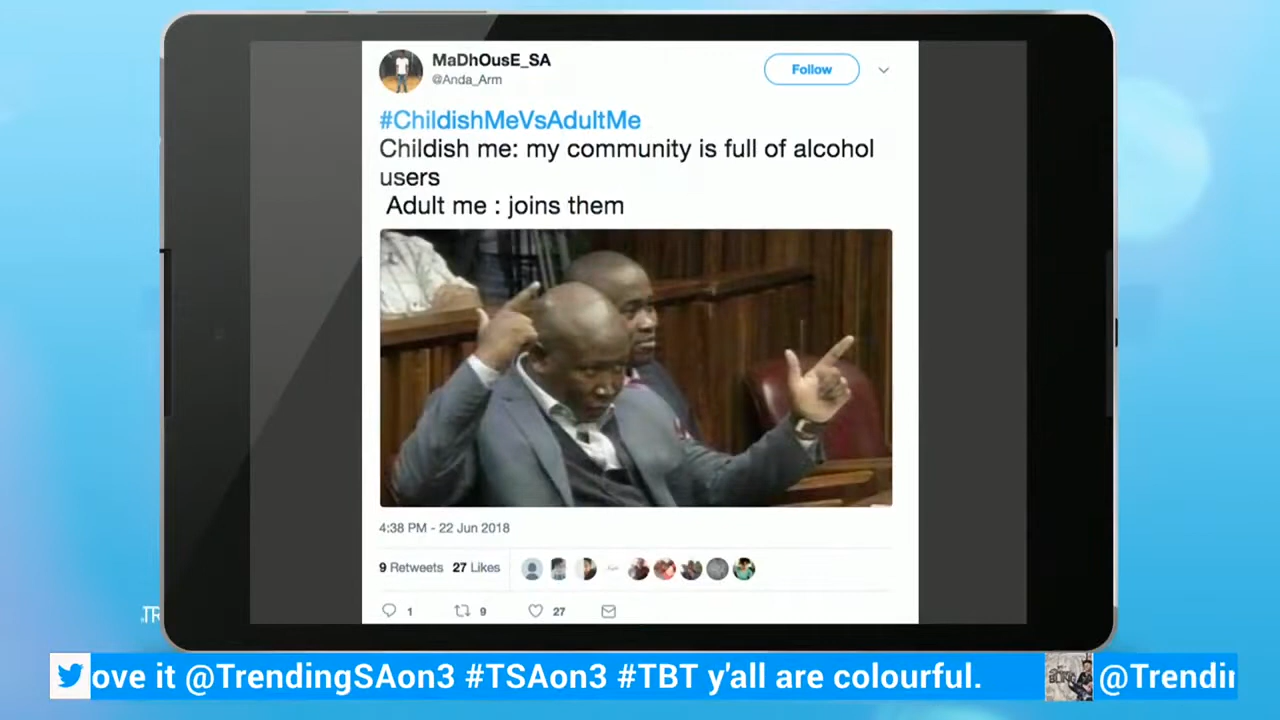 MaDhOusE_SA
@Anda_Arm
Follow
#ChildishMeVsAdultMe
Childish me: my community is full of alcohol
users
Adult me : joins them
4:38 PM - 22 Jun 2018
9 Retweets 27 Likes
1 9 27
.TR
ove it @TrendingSAon3 #TSAon3 #TBT y'all are colourful.
@Trendin